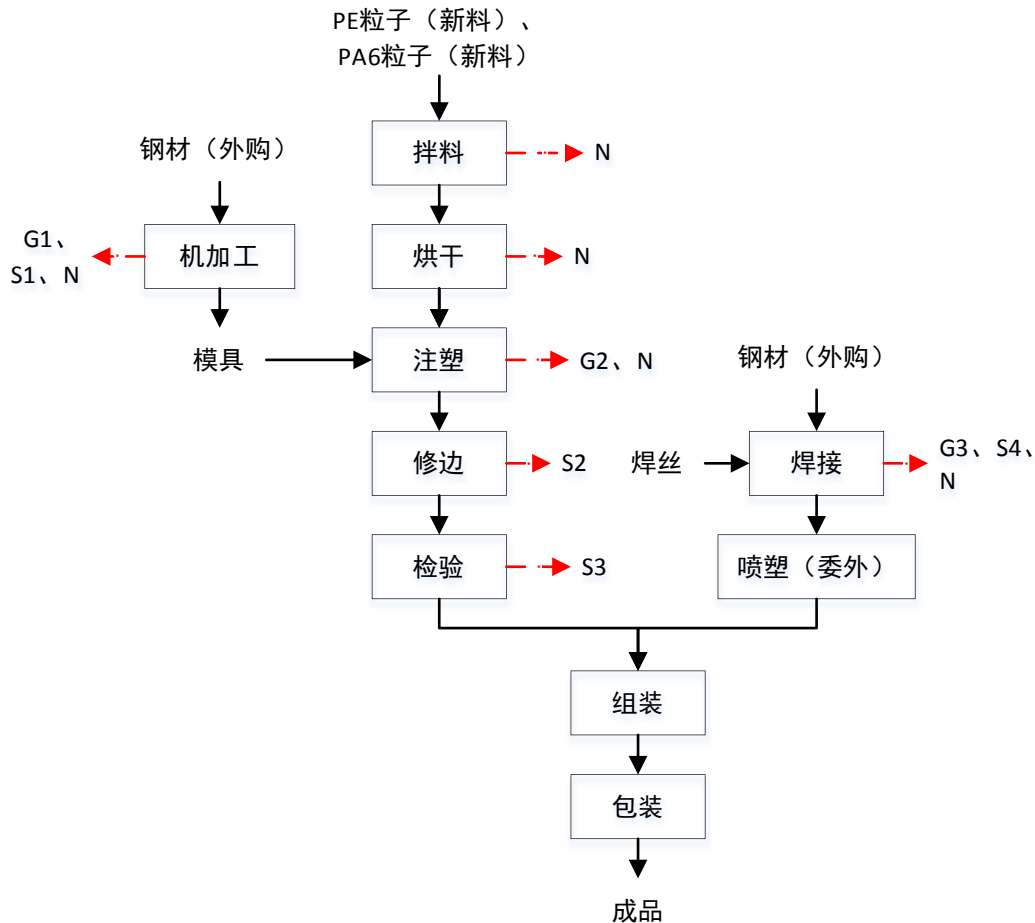 PE粒子（新料）、
PA6粒子（新料）
拌料
N
钢材（外购）
G1、
S1、N
机加工
烘干
N
模具
注塑
G2、N
钢材（外购）
修边
S2
焊丝
焊接
G3、S4、
N
检验
S3
喷塑（委外）
组装
包装
成品